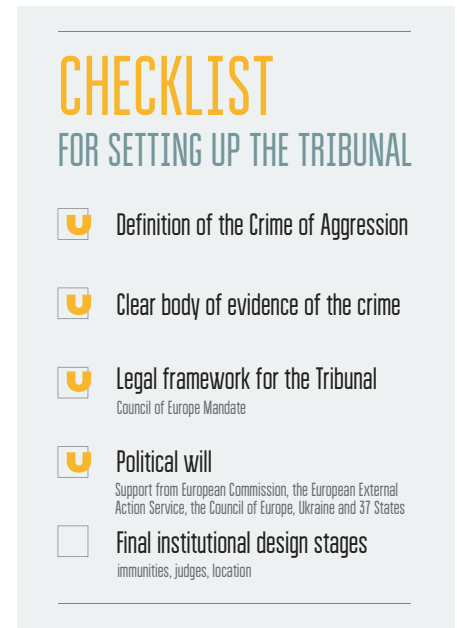 CHECKLIST
FOR SETTING UP THE TRIBUNAL
U Definition of the Crime of Aggression
U Clear body of evidence of the crime
U Legal framework for the Tribunal
Council of Europe Mandate
U Political will
Support from European Commission, the European External
Action Service, the Council of Europe, Ukraine and 37 States
Final institutional design stages
immunities, judges, location